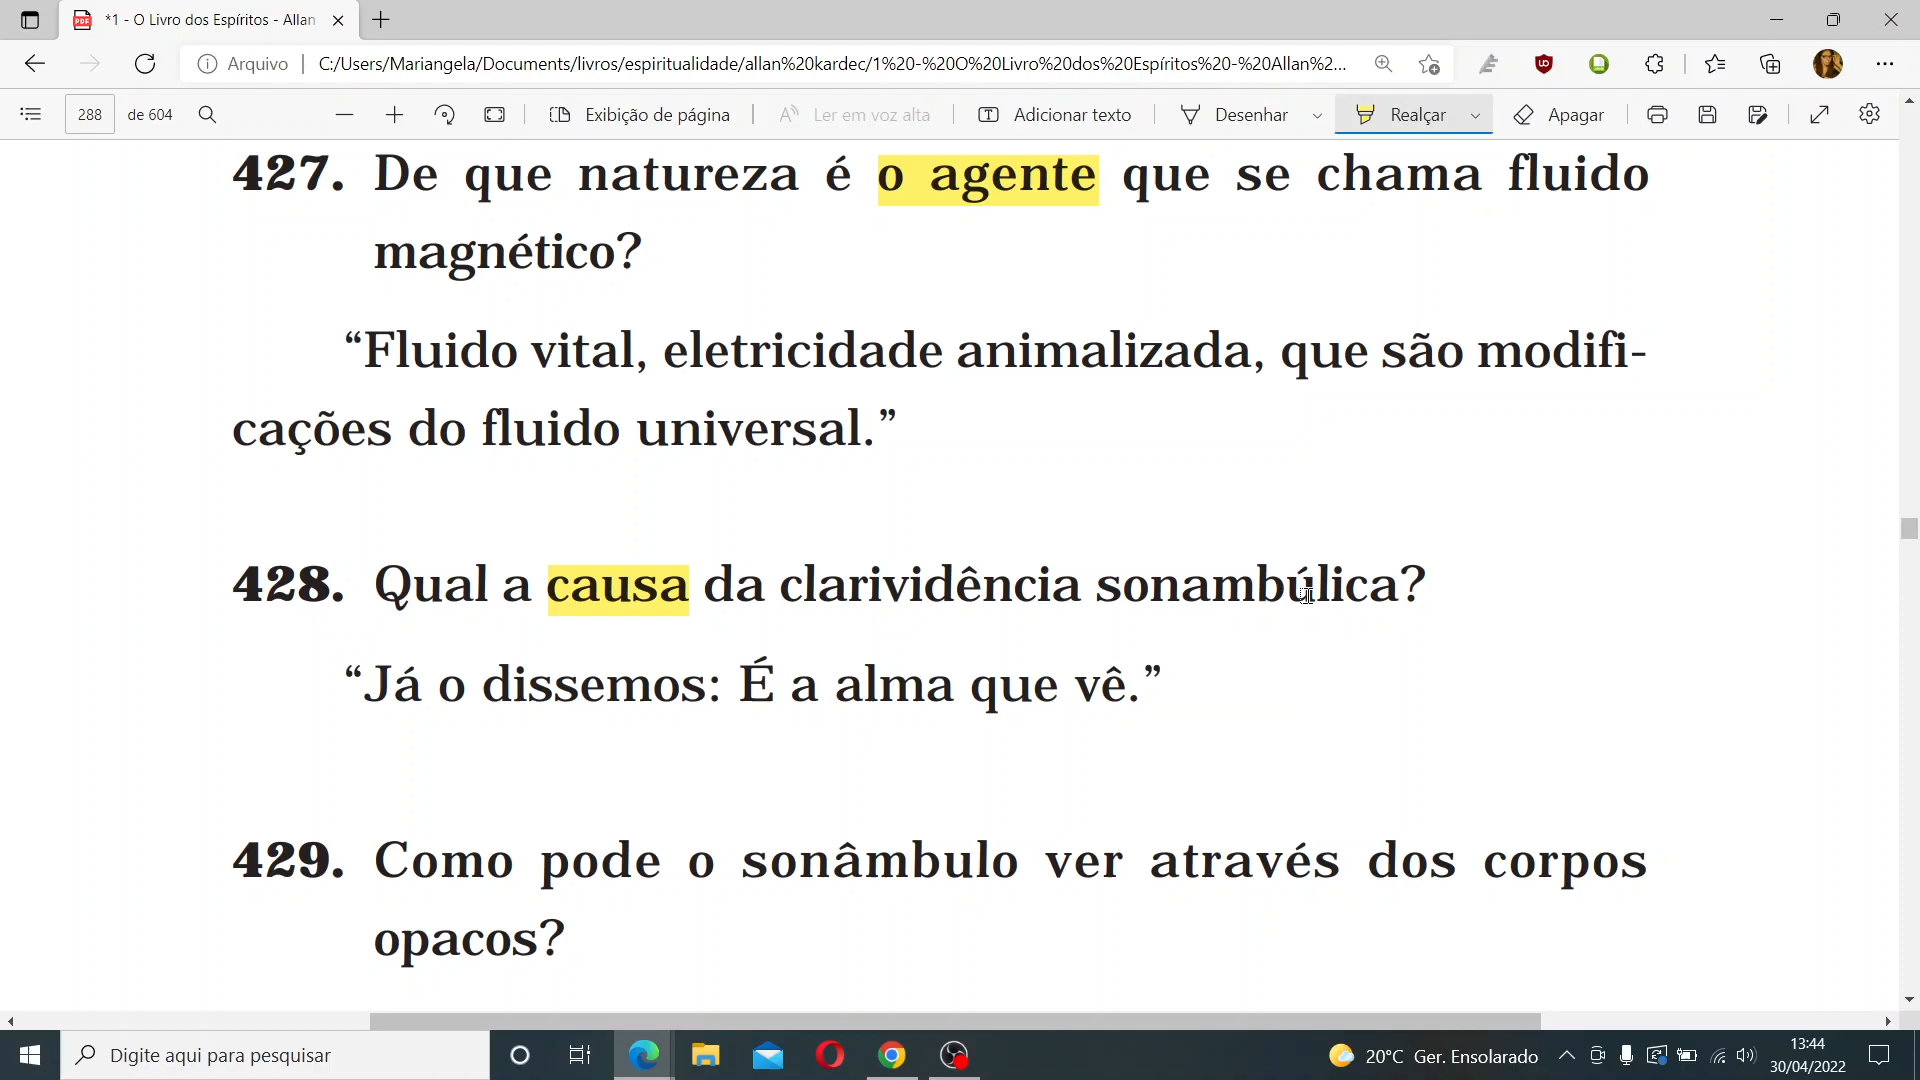 *1 - O Livro dos Espíritos - Allan
Arquivo
C:/Users/Mariangela/Documents/livros/espiritualidade/allan%20kardec/1%20-%20O%20Livro%20dos%20Espíritos%20-%20Allan%2...
288 de 604
Exibição de página
Ler em voz alta
Adicionar texto
Desenhar
Realçar
Apagar
427. De que natureza é o agente que se chama fluido
magnético?
“Fluido vital, eletricidade animalizada, que são modifi-
cações do fluido universal.”
428. Qual a causa da clarividência sonambúlica?
“Já o dissemos: É a alma que vê.”
429. Como pode o sonâmbulo ver através dos corpos
opacos?
Digite aqui para pesquisar
20°C Ger. Ensolarado
13:44
30/04/2022